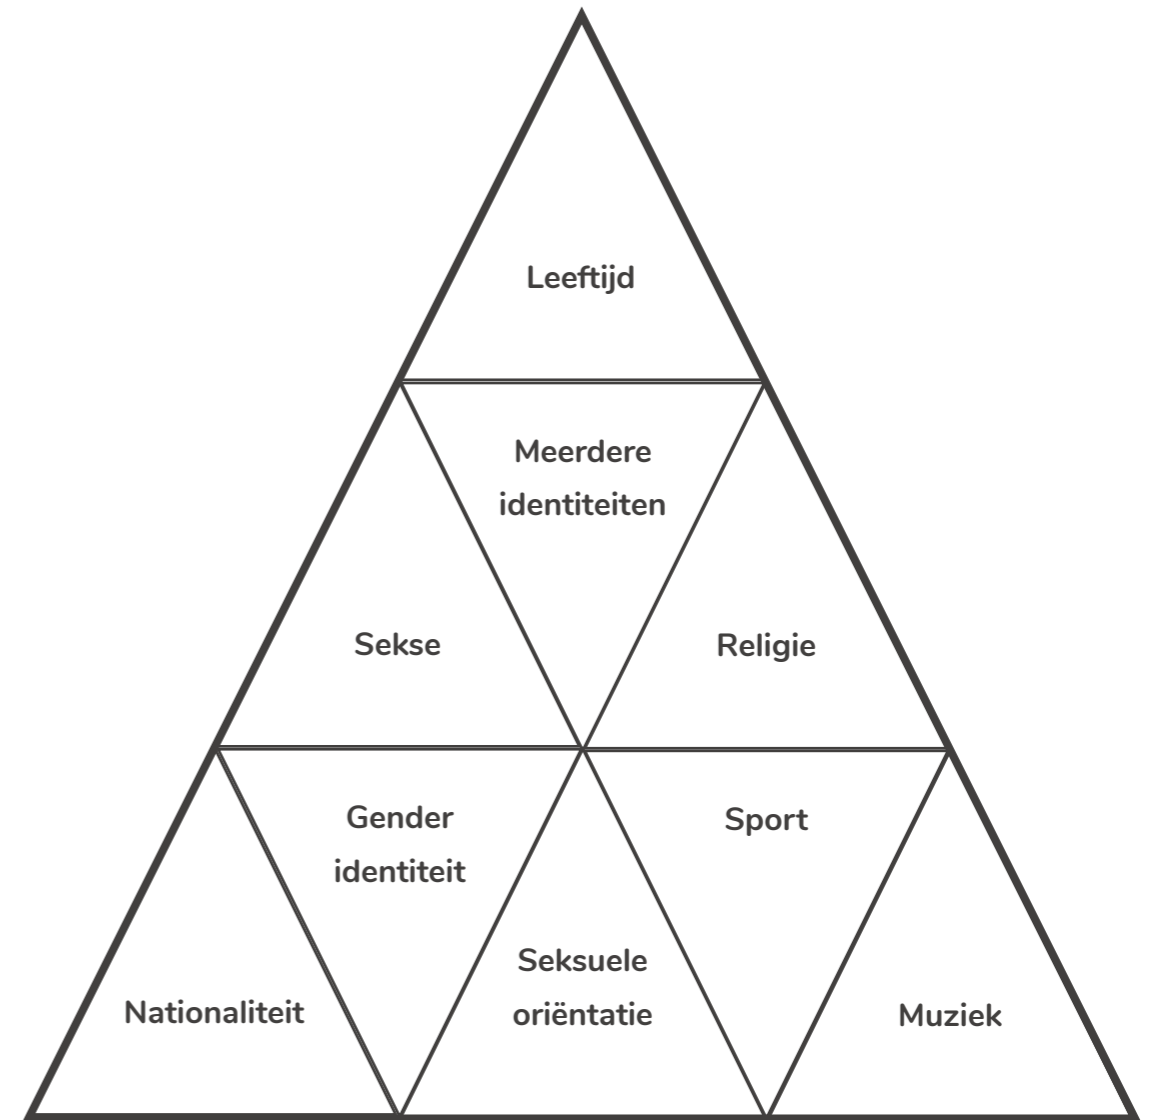 Leeftijd
Meerdere
identiteiten
Sekse
Religie
Gender
identiteit
Sport
Seksuele
oriëntatie
Nationaliteit
Muziek